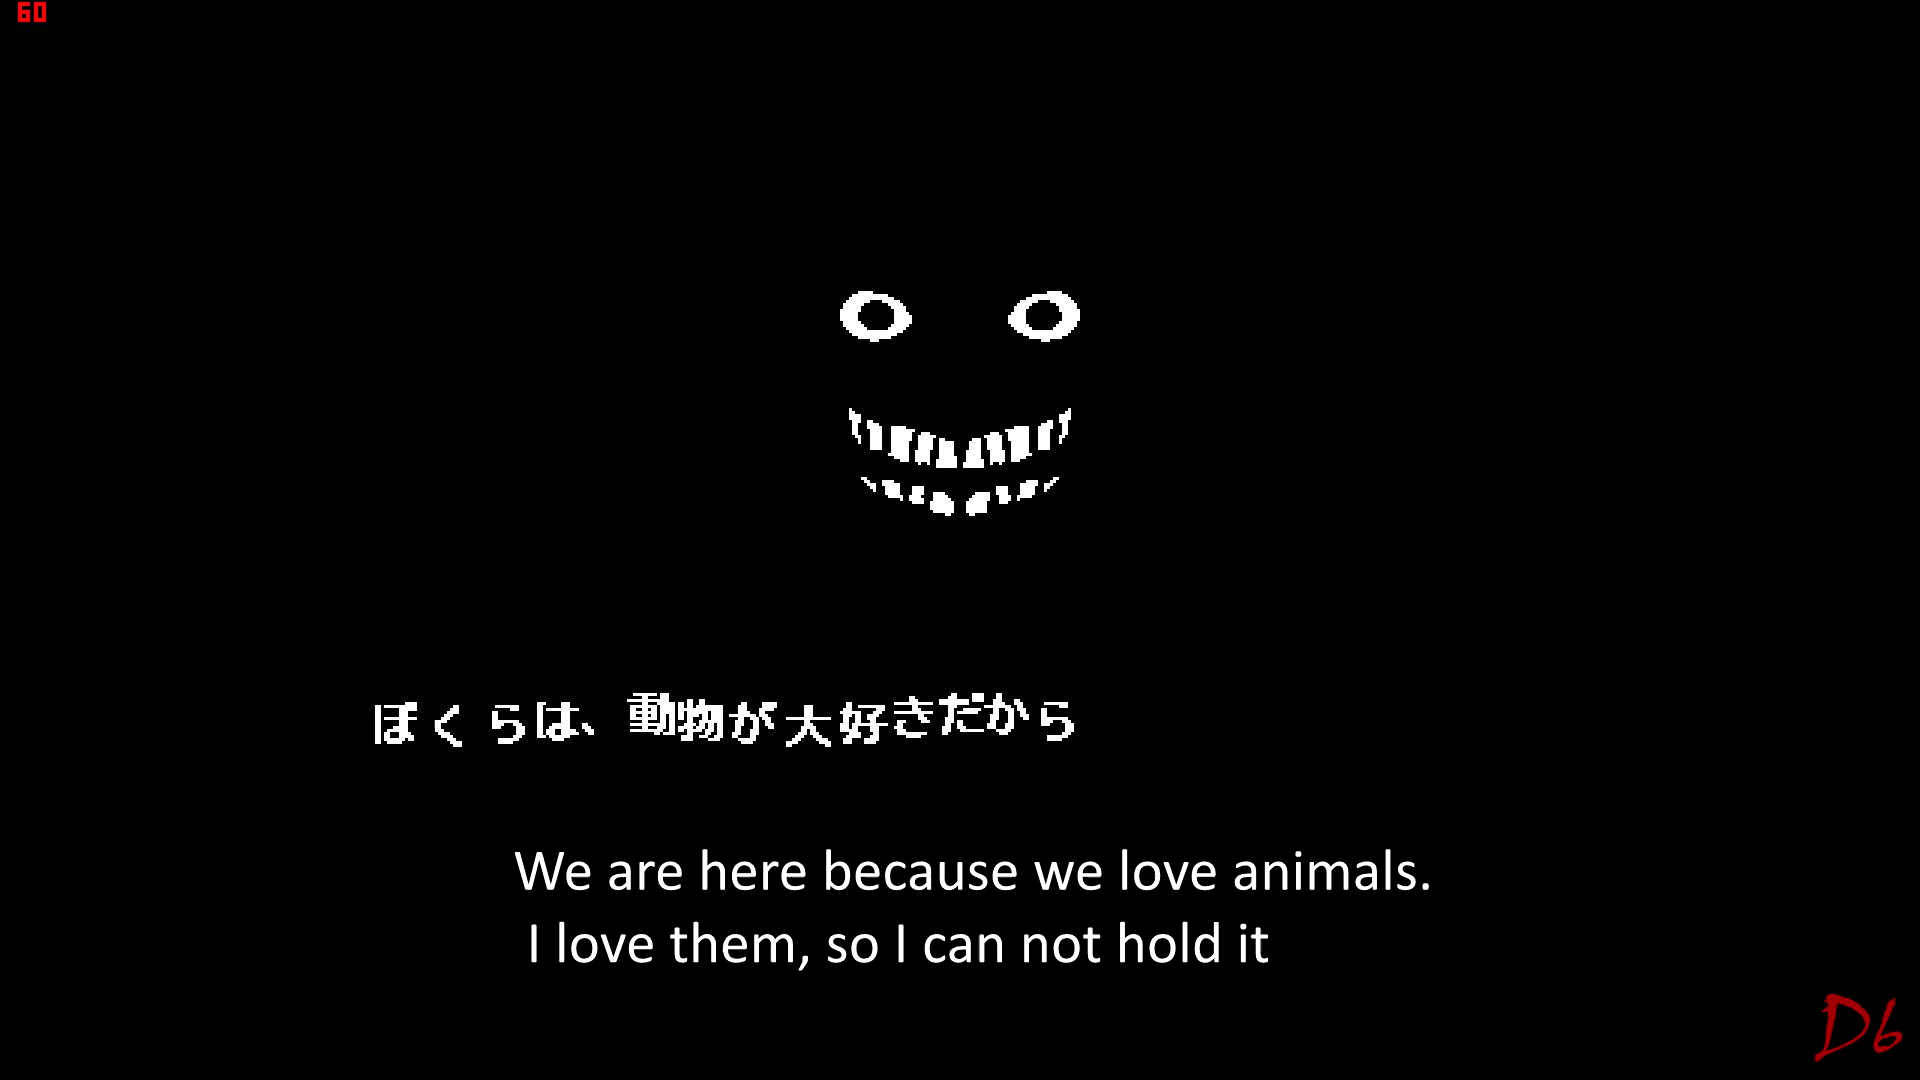 60
ぼくらは、動物が大好きだから
We are here because we love animals.
I love them, so I can not hold it
D6